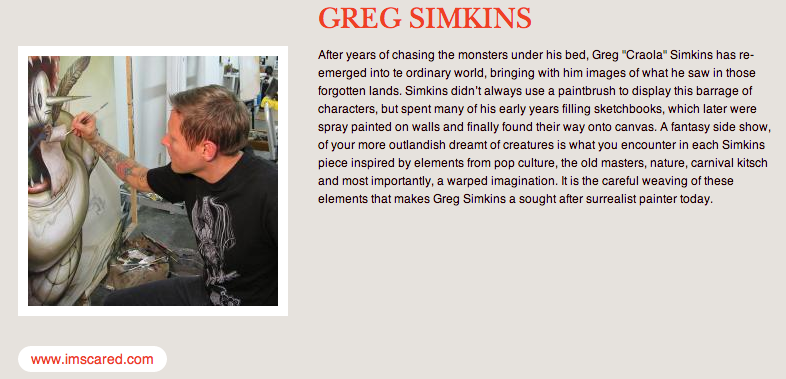 GREG SIMKINS
After years of chasing the monsters under his bed, Greg "Craola" Simkins has re-
emerged into te ordinary world, bringing with him images of what he saw in those
forgotten lands. Simkins didn't always use a paintbrush to display this barrage of
characters, but spent many of his early years filling sketchbooks, which later were
spray painted on walls and finally found their way onto canvas. A fantasy side show,
of your more outlandish dreamt of creatures is what you encounter in each Simkins
piece inspired by elements from pop culture, the old masters, nature, carnival kitsch
and most importantly, a warped imagination. It is the careful weaving of these
elements that makes Greg Simkins a sought after surrealist painter today.
www.imscared.com